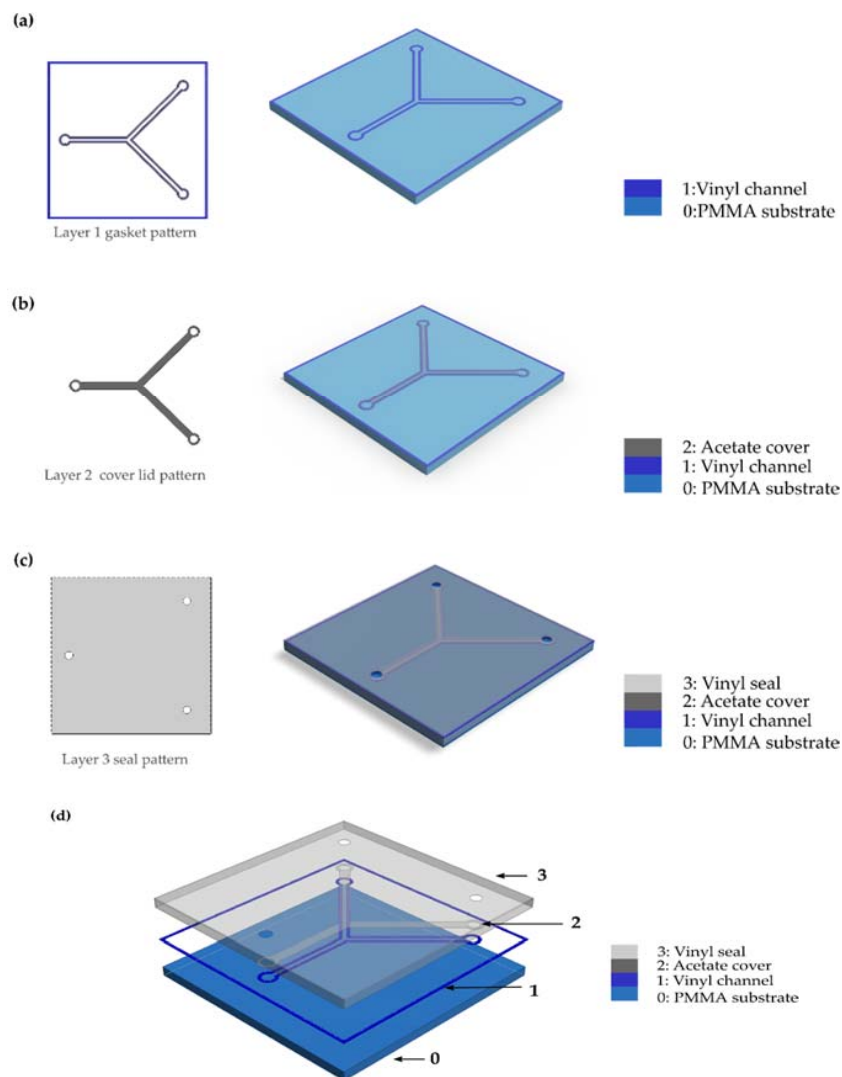 (a)
1:Vinyl channel
0:PMMA substrate
Layer 1 gasket pattern
(b)
2: Acetate cover
1: Vinyl channel
0: PMMA substrate
Layer 2 cover lid pattern
(c)
3: Vinyl seal
2: Acetate cover
1: Vinyl channel
0: PMMA substrate
Layer 3 seal pattern
(d)
3
2
1
0
3: Vinyl seal
2: Acetate cover
1: Vinyl channel
0: PMMA substrate